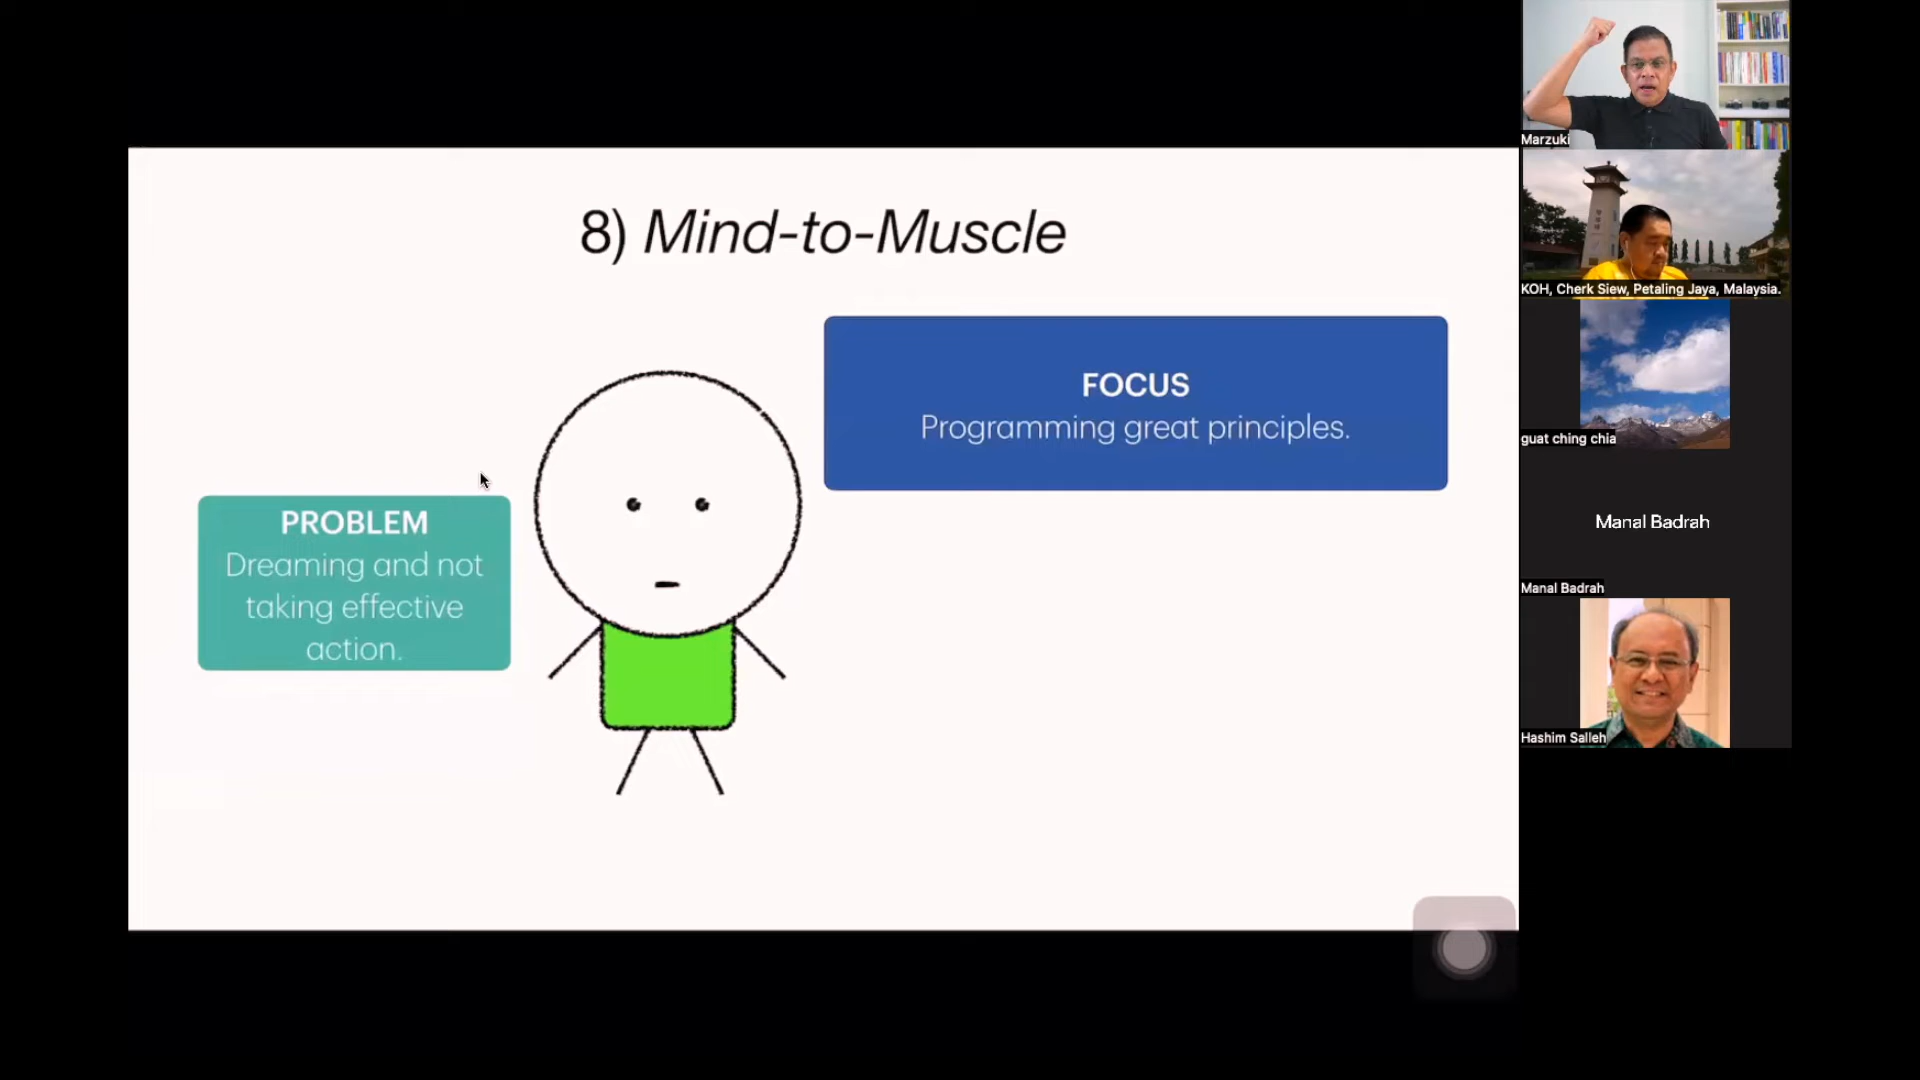 8) Mind-to-Muscle
FOCUS
Programming great principles.
PROBLEM
Dreaming and not
taking effective
action.
Marzuki
KOH, Cherk Siew, Petaling Jaya, Malaysia.
guat ching chia
Manal Badrah
Manal Badrah
Hashim Salleh